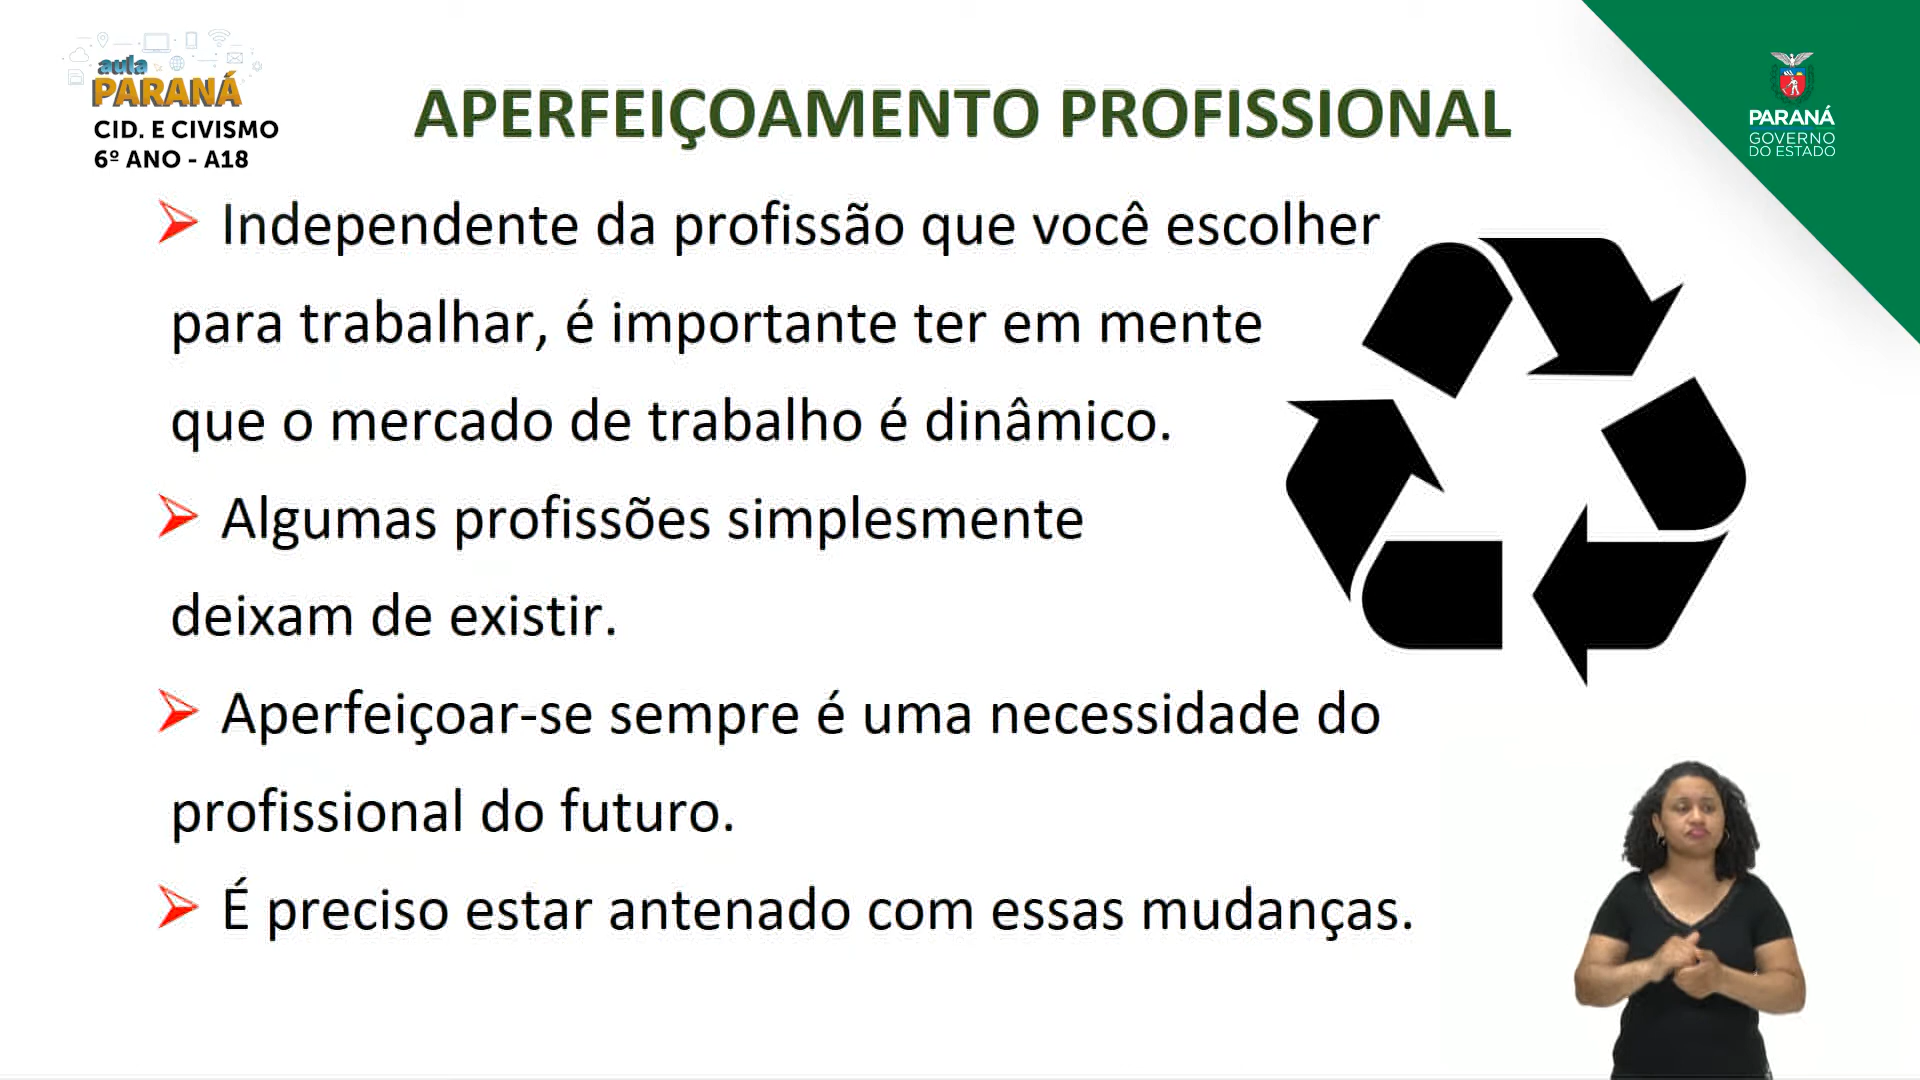 aula
PARANÁ
CID. E CIVISMO
6º ANO - A18
APERFEIÇOAMENTO PROFISSIONAL
PARANÁ
GOVERNO
DO ESTADO
Independente da profissão que você escolher
para trabalhar, é importante ter em mente
que o mercado de trabalho é dinâmico.
Algumas profissões simplesmente
deixam de existir.
Aperfeiçoar-se sempre é uma necessidade do
profissional do futuro.
É preciso estar antenado com essas mudanças.